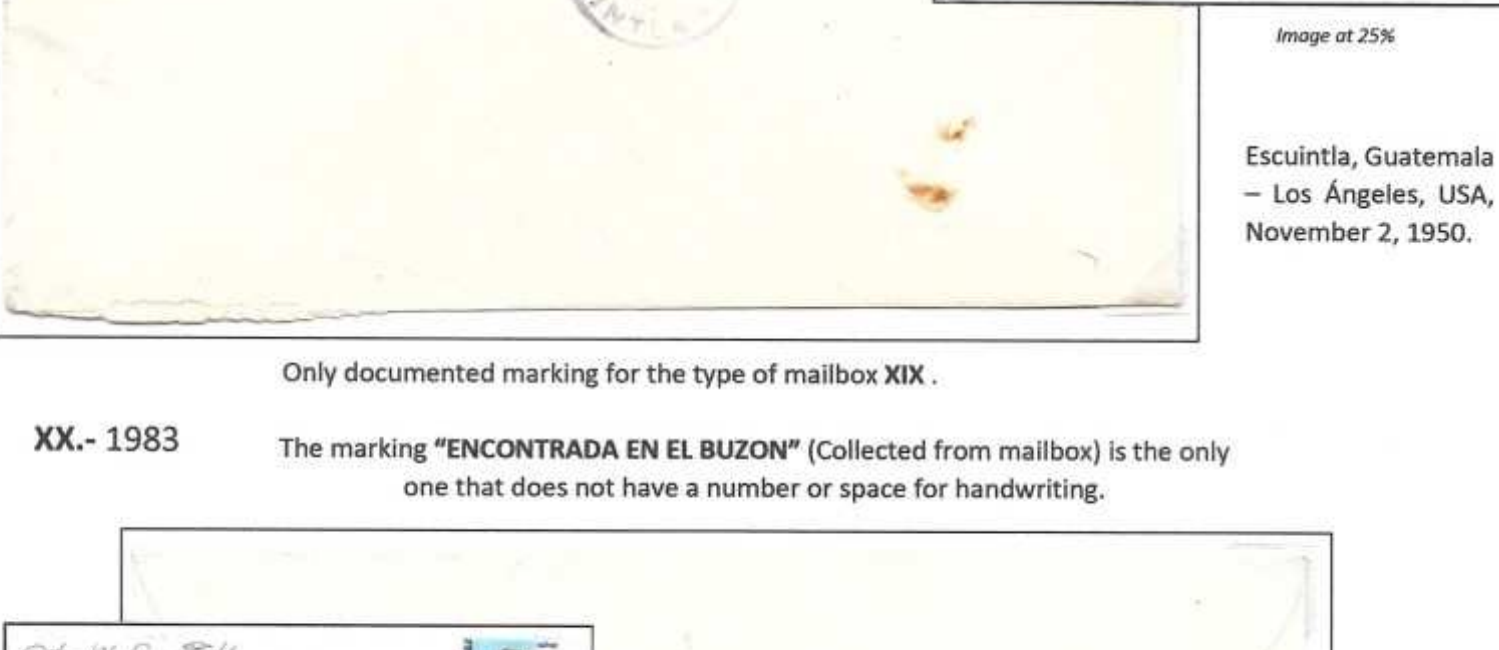 Image at 25%
Escuintla, Guatemala
– Los Ángeles, USA,
November 2, 1950.
Only documented marking for the type of mailbox XIX .
XX.- 1983
The marking "ENCONTRADA EN EL BUZON" (Collected from mailbox) is the only
one that does not have a number or space for handwriting.